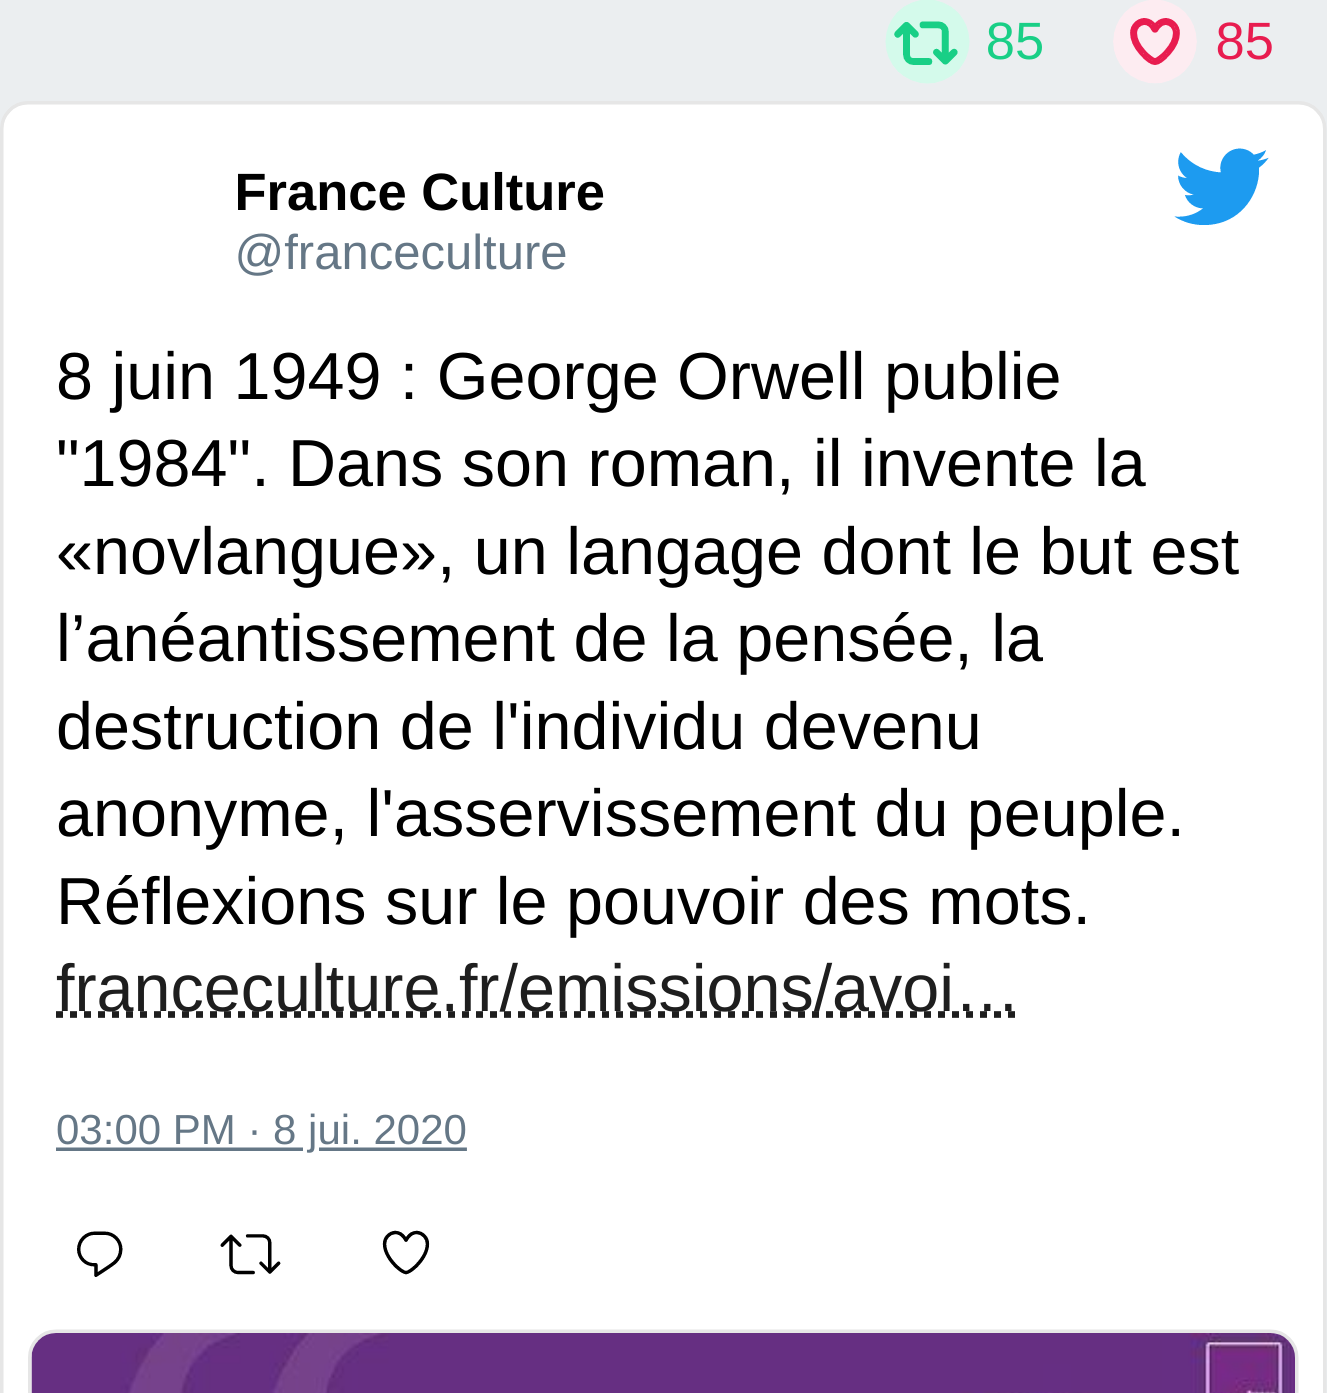 85 85
France Culture
@franceculture
8 juin 1949 : George Orwell publie
"1984". Dans son roman, il invente la
«novlangue», un langage dont le but est
l’anéantissement de la pensée, la
destruction de l'individu devenu
anonyme, l'asservissement du peuple.
Réflexions sur le pouvoir des mots.
franceculture.fr/emissions/avoi…
03:00 PM · 8 jui. 2020